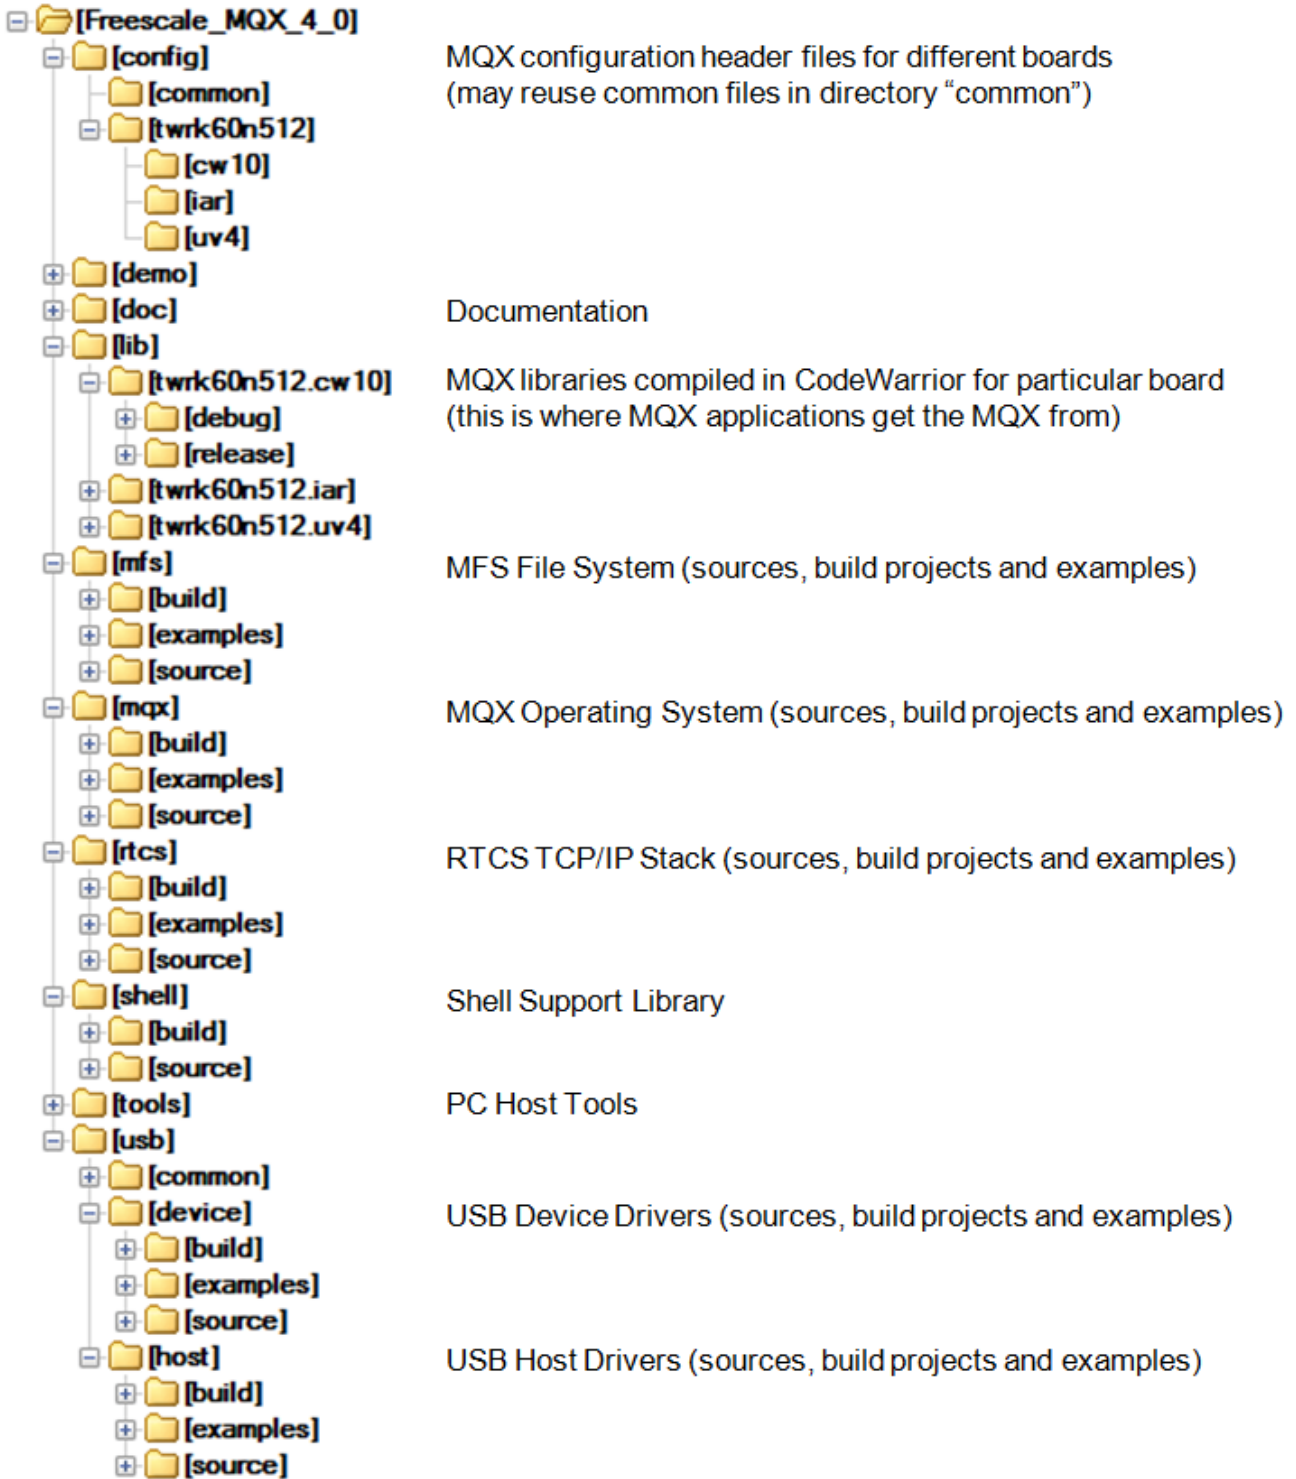 [Freescale_MQX_4_0]
[config] MQX configuration header files for different boards
[common] (may reuse common files in directory “common”)
[twrk60n512]
[cw10]
[iar]
[uv4]
[demo]
[doc] Documentation
[lib]
[twrk60n512.cw10] MQX libraries compiled in CodeWarrior for particular board
[debug] (this is where MQX applications get the MQX from)
[release]
[twrk60n512.iar]
[twrk60n512.uv4]
[mfs] MFS File System (sources, build projects and examples)
[build]
[examples]
[source]
[mqx] MQX Operating System (sources, build projects and examples)
[build]
[examples]
[source]
[rtcs] RTCS TCP/IP Stack (sources, build projects and examples)
[build]
[examples]
[source]
[shell] Shell Support Library
[build]
[source]
[tools] PC Host Tools
[usb]
[common]
[device] USB Device Drivers (sources, build projects and examples)
[build]
[examples]
[source]
[host] USB Host Drivers (sources, build projects and examples)
[build]
[examples]
[source]